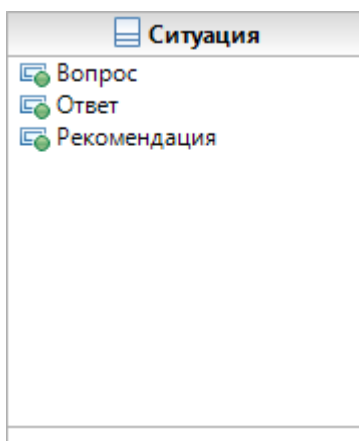 Ситуация
Вопрос
Ответ
Рекомендация